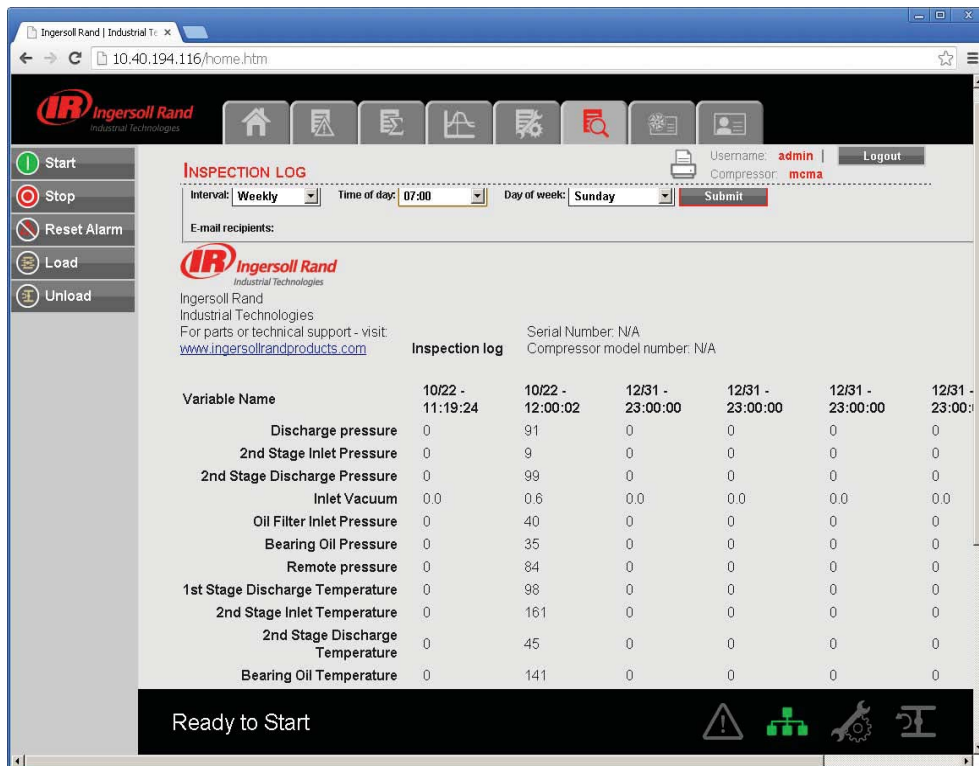 Ingersoll Rand | Industrial Te
10.40.194.116/home.htm
IR Ingersoll Rand
Industrial Technologies
Start
Stop
Reset Alarm
Load
Unload
Username: admin | Logout
Compressor: mcma
INSPECTION LOG
Interval: Weekly Time of day: 07:00 Day of week: Sunday Submit
E-mail recipients:
IR Ingersoll Rand
Industrial Technologies
Ingersoll Rand
Industrial Technologies
For parts or technical support - visit: Serial Number: N/A
www.ingersollrandproducts.com Inspection log Compressor model number: N/A
Variable Name 10/22 - 11:19:24 10/22 - 12:00:02 12/31 - 23:00:00 12/31 - 23:00:00 12/31 - 23:00:00 12/31 - 23:00:
Discharge pressure 0 91 0 0 0 0
2nd Stage Inlet Pressure 0 9 0 0 0 0
2nd Stage Discharge Pressure 0 99 0 0 0 0
Inlet Vacuum 0.0 0.6 0.0 0.0 0.0 0.0
Oil Filter Inlet Pressure 0 40 0 0 0 0
Bearing Oil Pressure 0 35 0 0 0 0
Remote pressure 0 84 0 0 0 0
1st Stage Discharge Temperature 0 98 0 0 0 0
2nd Stage Inlet Temperature 0 161 0 0 0 0
2nd Stage Discharge Temperature 0 45 0 0 0 0
Bearing Oil Temperature 0 141 0 0 0 0
Ready to Start